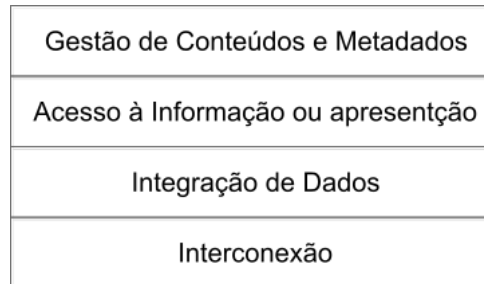 Gestão de Conteúdos e Metadados
Acesso à Informação ou apresentção
Integração de Dados
Interconexão